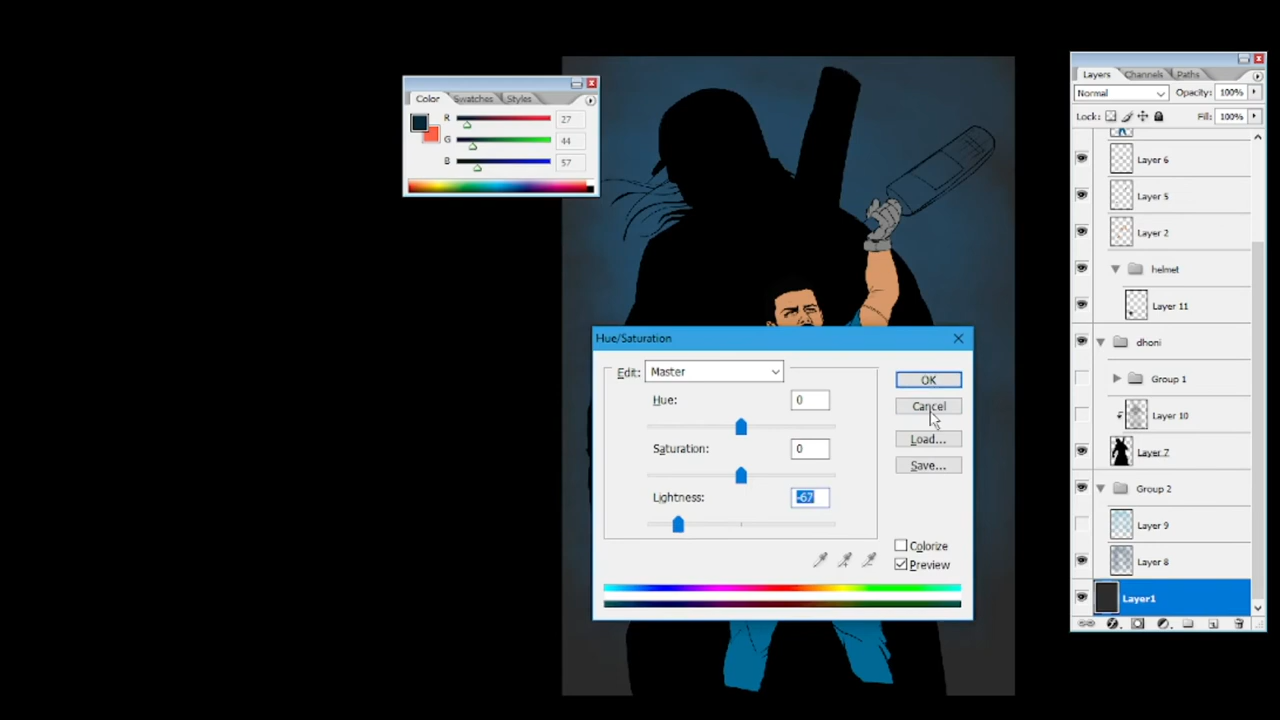 Color Swatches Styles
R 27
G 44
B 57
Hue/Saturation
Edit: Master
Hue: 0
Saturation: 0
Lightness: -67
OK
Cancel
Load...
Save...
Colorize
Preview
Layers Channels Paths
Normal Opacity: 100%
Lock: Fill: 100%
Layer 6
Layer 5
Layer 2
helmet
Layer 11
dhoni
Group 1
Layer 10
Layer 7
Group 2
Layer 9
Layer 8
Layer1